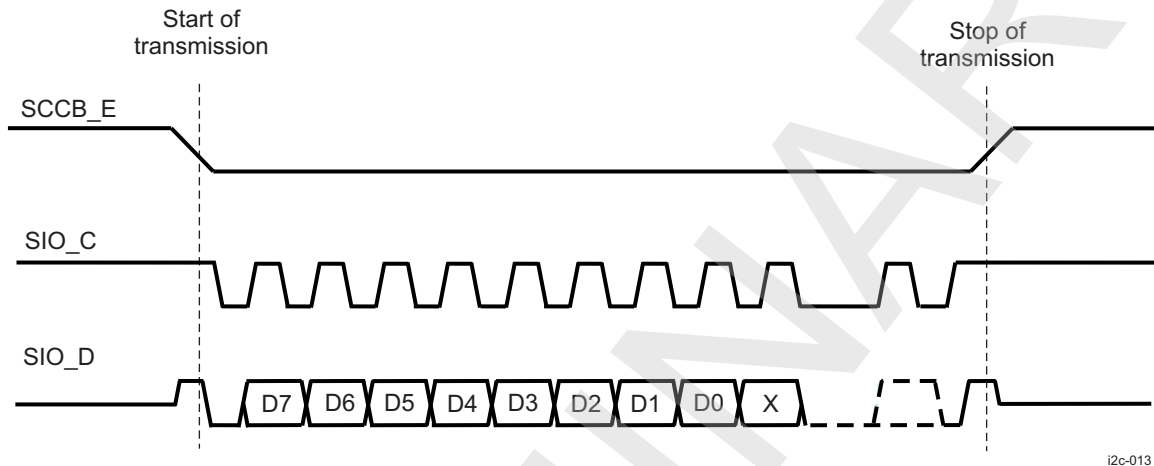 Start of
transmission
Stop of
transmission
SCCB_E
SIO_C
SIO_D
D7 D6 D5 D4 D3 D2 D1 D0 X
i2c-013